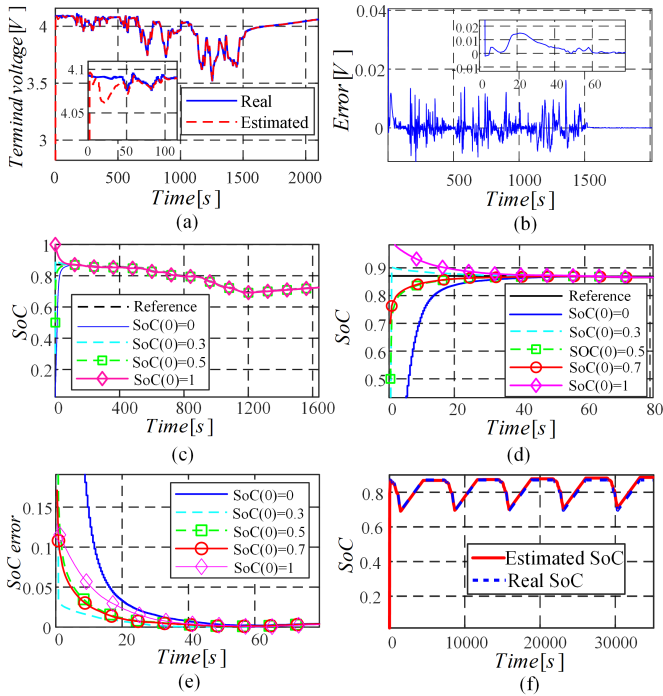 Terminal voltage [V]
4
3.5
3
4.1
4.05
0
50
100
Real
Estimated
0
500
1000
1500
2000
Time[s]
(a)
Error[V]
0.04
0.02
0
0.02
0.01
0
0.01
0
20
40
60
500
1000
1500
Time[s]
(b)
SoC
1
0.8
0.6
0.4
0.2
Reference
SoC(0)=0
SoC(0)=0.3
SoC(0)=0.5
SoC(0)=1
0
400
800
1200
1600
Time[s]
(c)
SoC
0.9
0.8
0.7
0.6
0.5
Reference
SoC(0)=0
SoC(0)=0.3
SOC(0)=0.5
SoC(0)=0.7
SoC(0)=1
0
20
40
60
80
Time[s]
(d)
SoC error
0.15
0.1
0.05
0
SoC(0)=0
SoC(0)=0.3
SoC(0)=0.5
SoC(0)=0.7
SoC(0)=1
0
20
40
60
Time[s]
(e)
SoC
0.8
0.6
0.4
0.2
Estimated SoC
Real SoC
0
10000
20000
30000
Time[s]
(f)